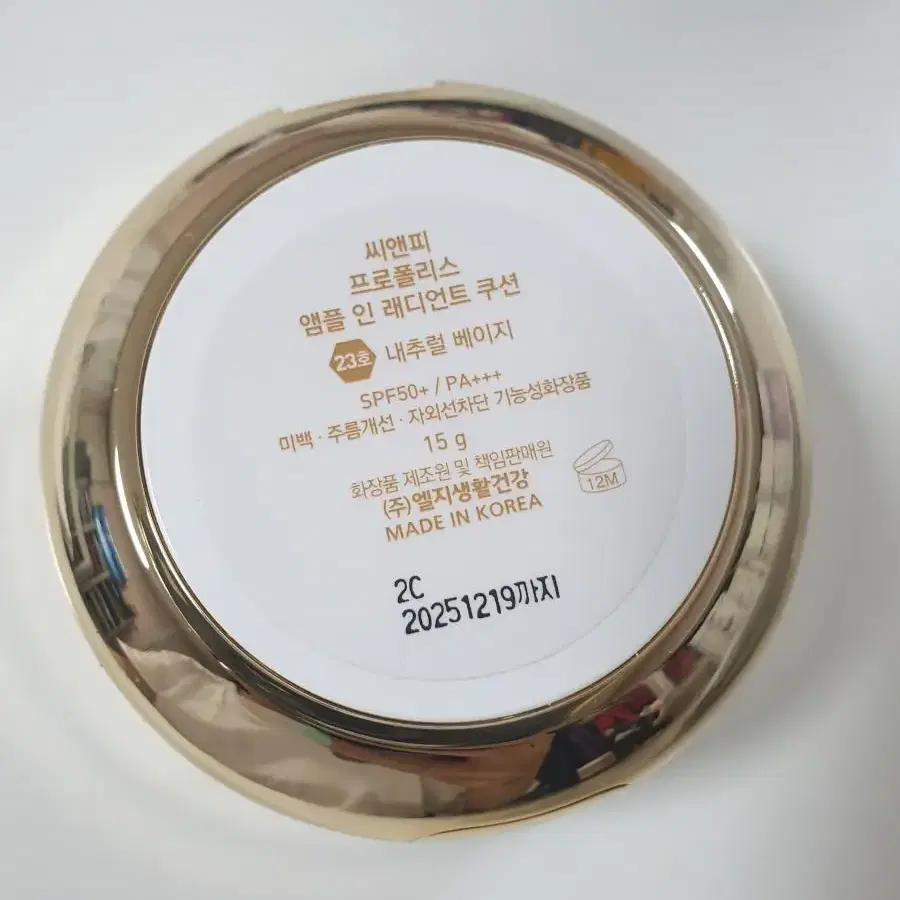 씨앤피
프로폴리스
앰플 인 래디언트 쿠션
23호 내추럴 베이지
SPF50+ / PA+++
미백 · 주름개선 · 자외선차단 기능성화장품
15 g
화장품 제조원 및 책임판매원
(주)엘지생활건강
MADE IN KOREA
12M
2C
20251219까지